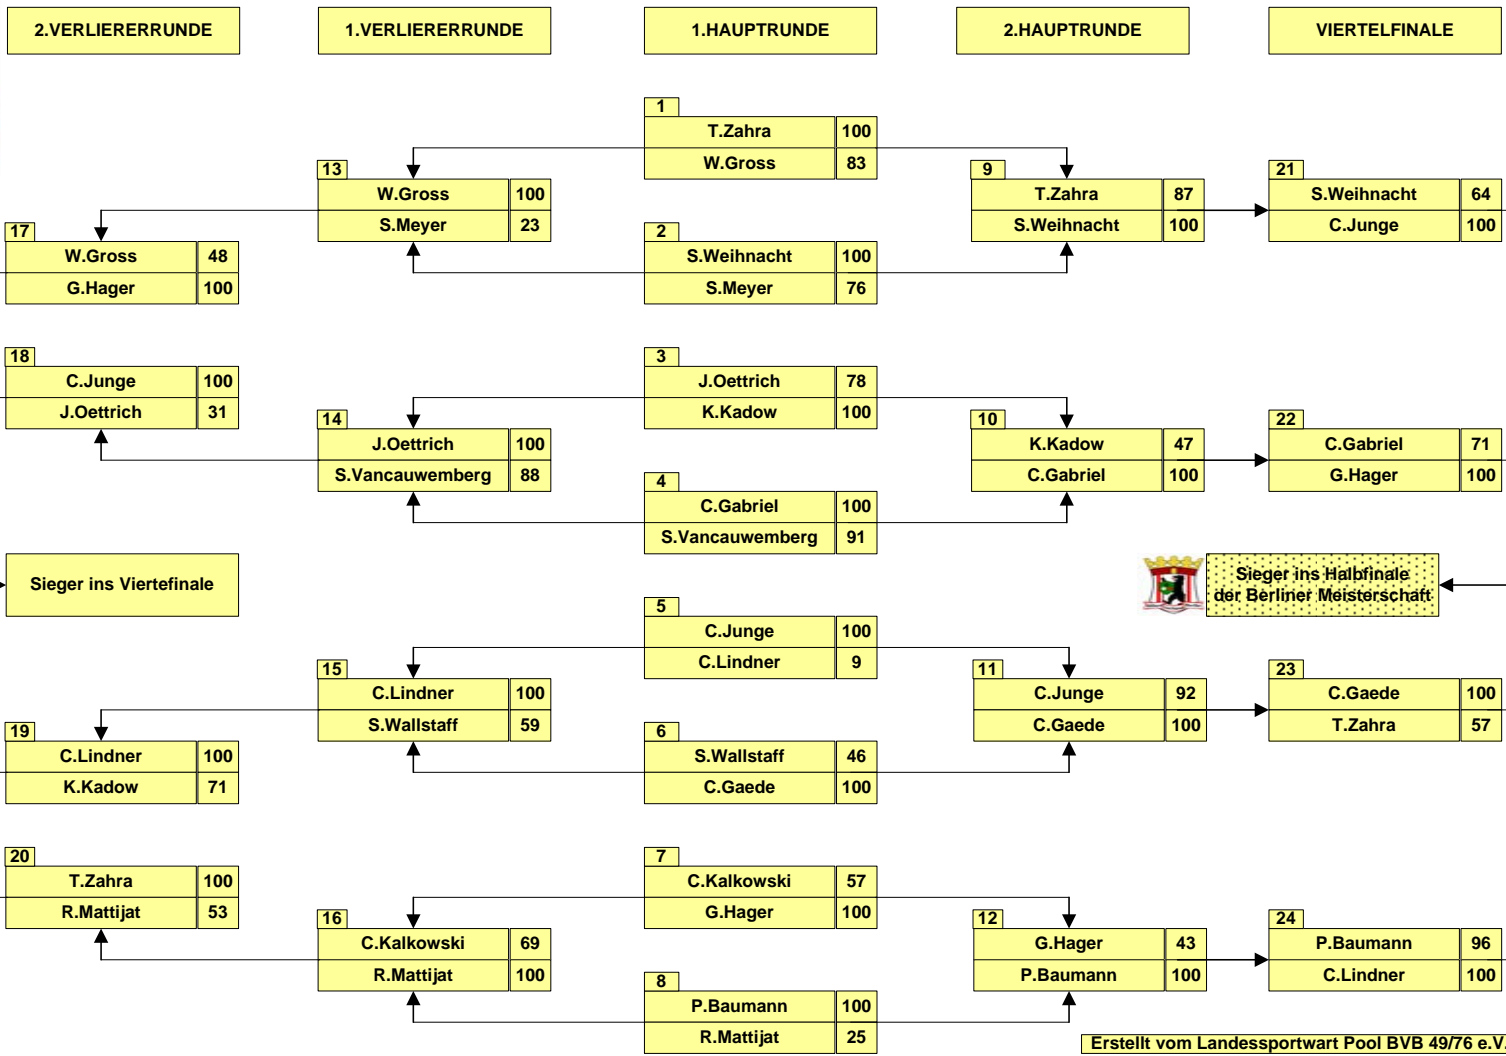 2.VERLIERERRUNDE
1.VERLIERERRUNDE
1.HAUPTRUNDE
2.HAUPTRUNDE
VIERTELFINALE
17
W.Gross 48
G.Hager 100
18
C.Junge 100
J.Oettrich 31
Sieger ins Viertefinale
19
C.Lindner 100
K.Kadow 71
20
T.Zahra 100
R.Mattijat 53
13
W.Gross 100
S.Meyer 23
14
J.Oettrich 100
S.Vancauwemberg 88
15
C.Lindner 100
S.Wallstaff 59
16
C.Kalkowski 69
R.Mattijat 100
1
T.Zahra 100
W.Gross 83
2
S.Weihnacht 100
S.Meyer 76
3
J.Oettrich 78
K.Kadow 100
4
C.Gabriel 100
S.Vancauwemberg 91
5
C.Junge 100
C.Lindner 9
6
S.Wallstaff 46
C.Gaede 100
7
C.Kalkowski 57
G.Hager 100
8
P.Baumann 100
R.Mattijat 25
9
T.Zahra 87
S.Weihnacht 100
10
K.Kadow 47
C.Gabriel 100
11
C.Junge 92
C.Gaede 100
12
G.Hager 43
P.Baumann 100
21
S.Weihnacht 64
C.Junge 100
22
C.Gabriel 71
G.Hager 100
Sieger ins Halbfinale
der Berliner Meisterschaft
23
C.Gaede 100
T.Zahra 57
24
P.Baumann 96
C.Lindner 100
Erstellt vom Landessportwart Pool BVB 49/76 e.V.